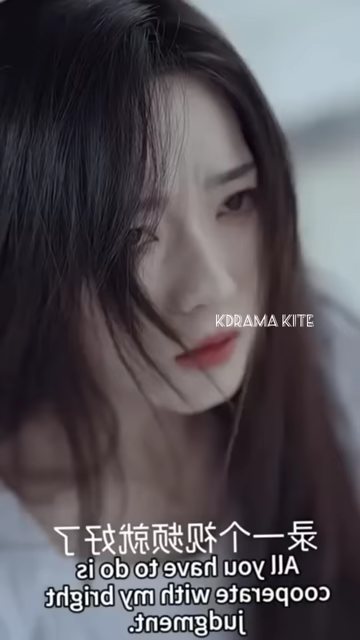 KDRAMA KITE
录一个视频就好了
All you have to do is
cooperate with my bright
judgment.